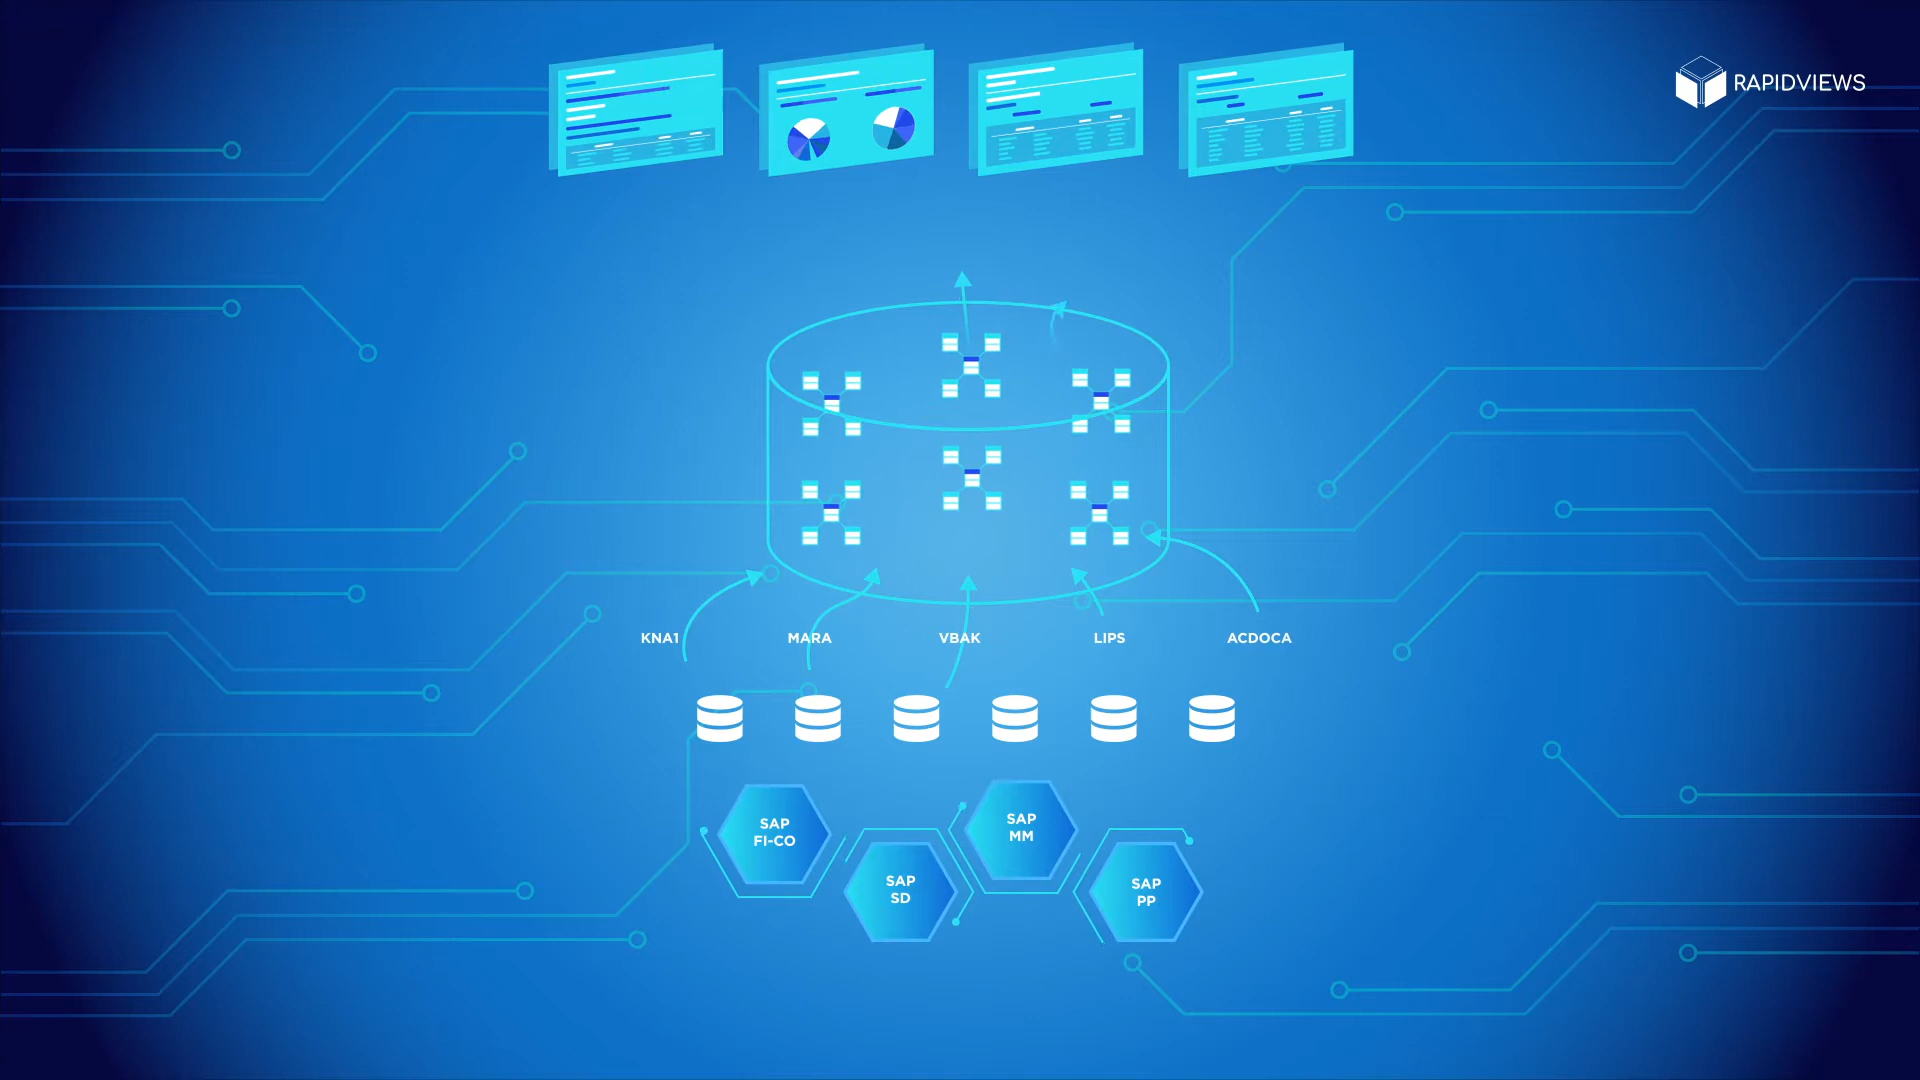 RAPIDVIEWS
KNA1 MARA VBAK LIPS ACDOCA
SAP
FI-CO
SAP
SD
SAP
MM
SAP
PP